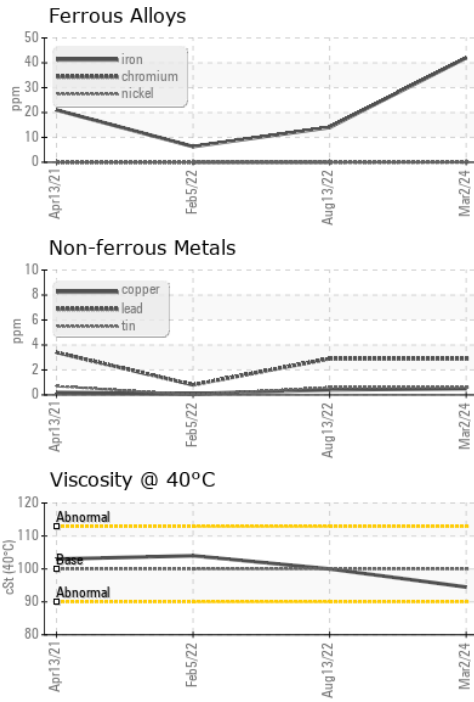 Ferrous Alloys
50
40
30
20
10
0
ppm
iron
chromium
nickel
Apr13/21
Feb5/22
Aug13/22
Mar2/24
Non-ferrous Metals
10
8
6
4
2
0
ppm
copper
lead
tin
Apr13/21
Feb5/22
Aug13/22
Mar2/24
Viscosity @ 40°C
120
110
100
90
80
cSt (40°C)
Abnormal
Base
Abnormal
Apr13/21
Feb5/22
Aug13/22
Mar2/24